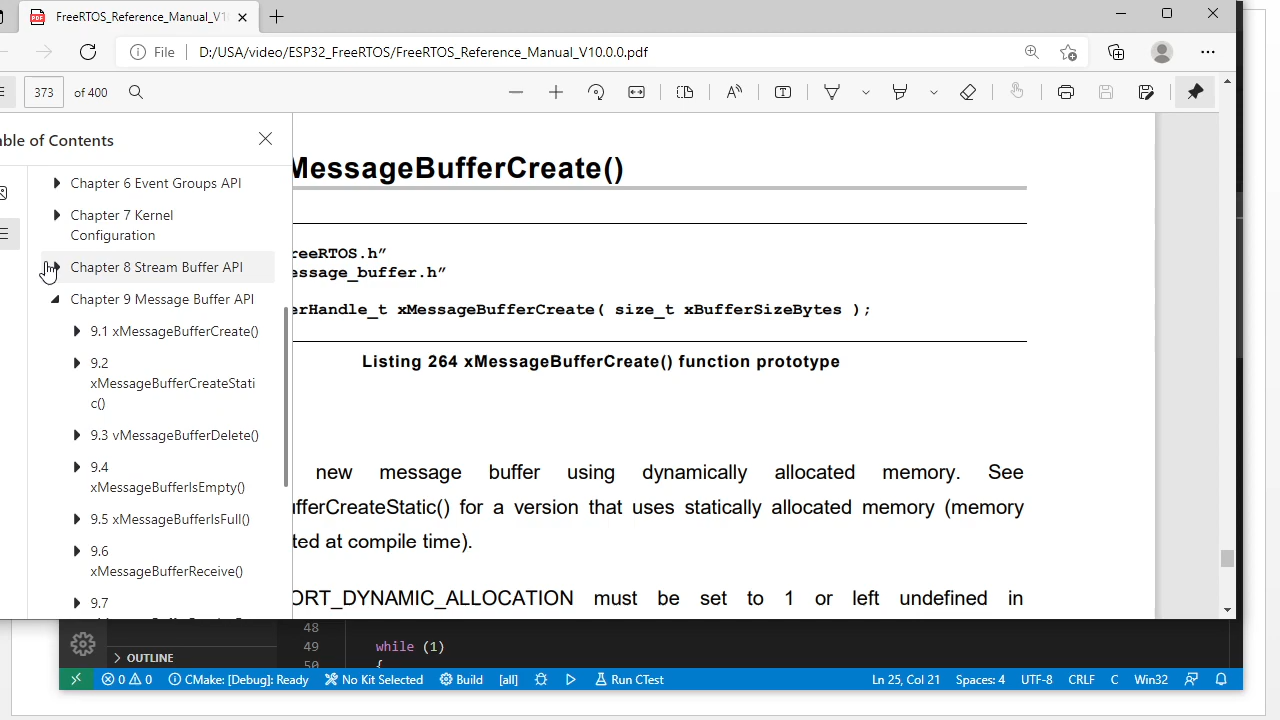 FreeRTOS_Reference_Manual_V1
File
D:/USA/video/ESP32_FreeRTOS/FreeRTOS_Reference_Manual_V10.0.0.pdf
373 of 400
ble of Contents
Chapter 6 Event Groups API
Chapter 7 Kernel
Configuration
Chapter 8 Stream Buffer API
Chapter 9 Message Buffer API
9.1 xMessageBufferCreate()
9.2
xMessageBufferCreateStati
c()
9.3 vMessageBufferDelete()
9.4
xMessageBufferIsEmpty()
9.5 xMessageBufferIsFull()
9.6
xMessageBufferReceive()
9.7
MessageBufferCreate()
reeRTOS.h"
essage_buffer.h"
erHandle_t xMessageBufferCreate( size_t xBufferSizeBytes );
Listing 264 xMessageBufferCreate() function prototype
new message buffer using dynamically allocated memory. See
fferCreateStatic() for a version that uses statically allocated memory (memory
ted at compile time).
ORT_DYNAMIC_ALLOCATION must be set to 1 or left undefined in
48
49 while (1)
50 {
OUTLINE
0 0 CMake: [Debug]: Ready No Kit Selected Build [all] Run CTest Ln 25, Col 21 Spaces: 4 UTF-8 CRLF C Win32